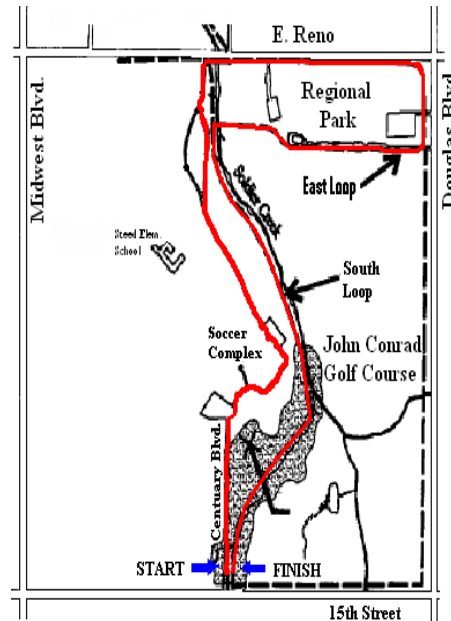 E. Reno
Midwest Blvd.
Regional
Park
Douglas Blvd.
East Loop
Soldier Creek
Steed Elem.
School
South
Loop
Soccer
Complex
John Conrad
Golf Course
Centuary Blvd.
START
FINISH
15th Street